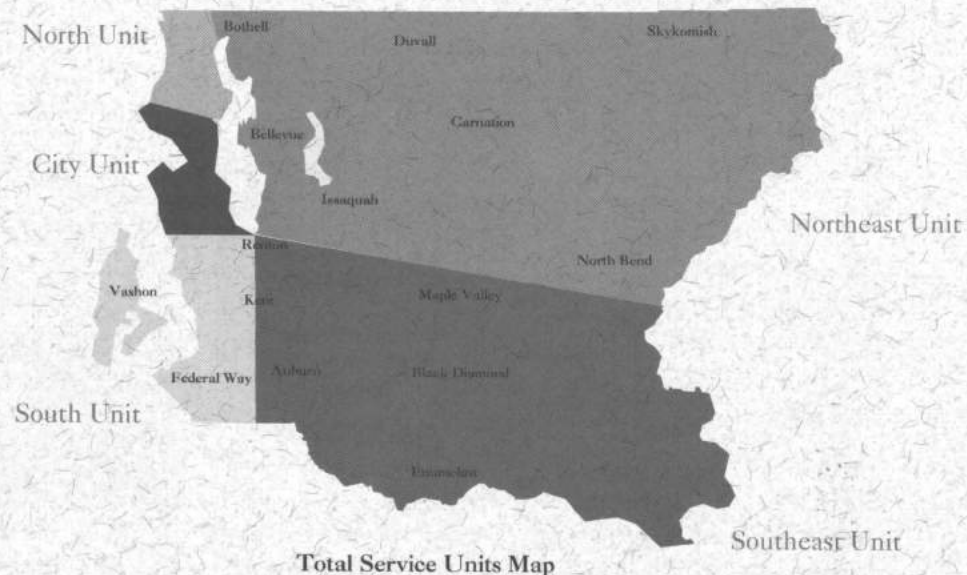 North Unit
Bothell
Duvall
Skykomish
Carnation
Bellevue
City Unit
Issaquah
Northeast Unit
Renton
North Bend
Vashon
Kent
Maple Valley
Federal Way
Auburn
Black Diamond
South Unit
Enumclaw
Southeast Unit
Total Service Units Map